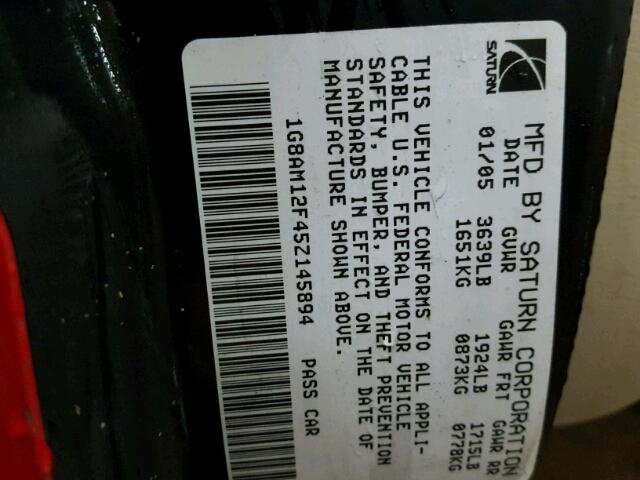 SATURN
MFD BY SATURN CORPORATION
DATE GVWR GAWR FRT GAWR RR
01/05 3639LB 1924LB 1715LB
1651KG 0873KG 0778KG
THIS VEHICLE CONFORMS TO ALL APPLI-
CABLE U.S. FEDERAL MOTOR VEHICLE
SAFETY, BUMPER, AND THEFT PREVENTION
STANDARDS IN EFFECT ON THE DATE OF
MANUFACTURE SHOWN ABOVE.
1G8AM12F45Z145894 PASS CAR